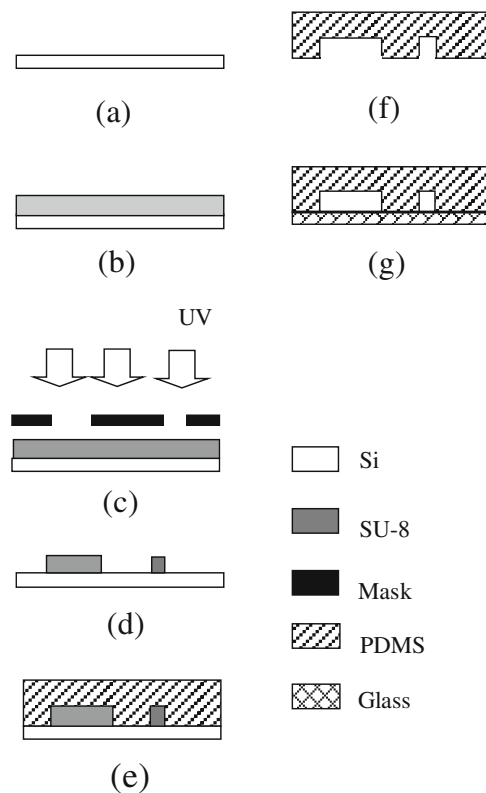 (a)
(b)
UV
(c)
(d)
(e)
(f)
(g)
Si
SU-8
Mask
PDMS
Glass